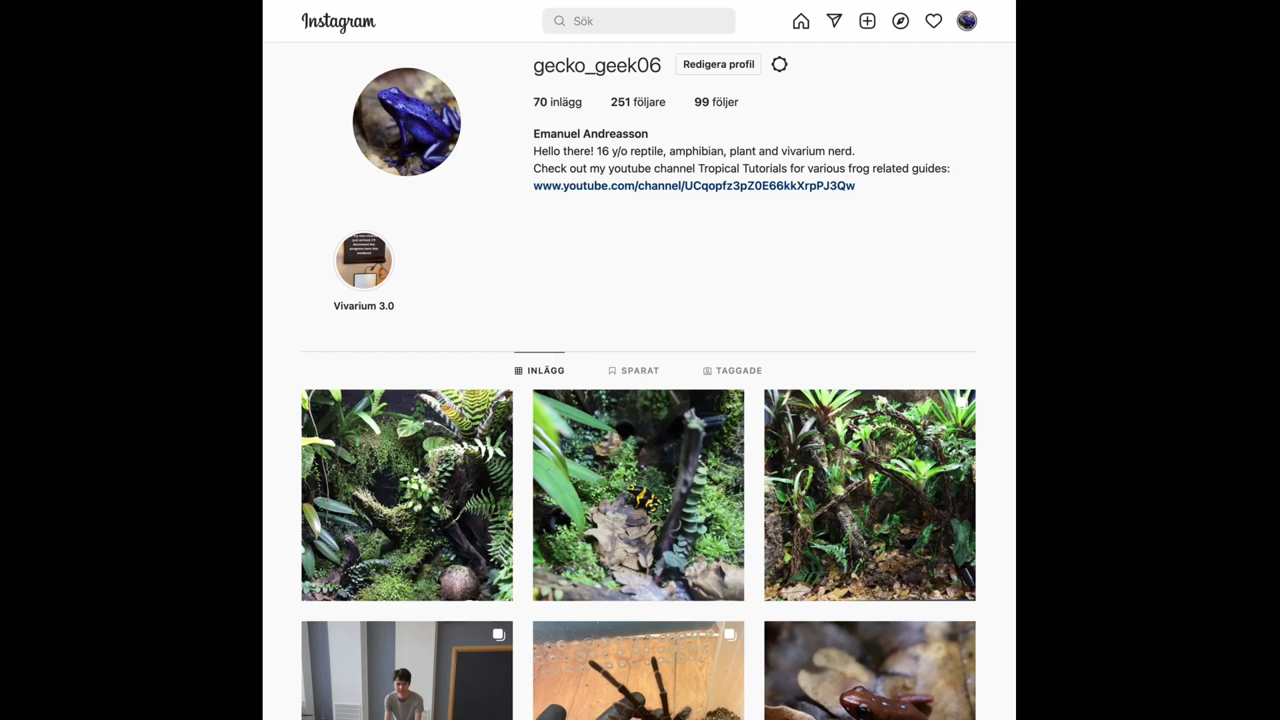 Instagram
Sök
gecko_geek06 Redigera profil
70 inlägg 251 följare 99 följer
Emanuel Andreasson
Hello there! 16 y/o reptile, amphibian, plant and vivarium nerd.
Check out my youtube channel Tropical Tutorials for various frog related guides:
www.youtube.com/channel/UCqopfz3pZ0E66kkXrpPJ3Qw
Vivarium 3.0
INLÄGG SPARAT TAGGADE